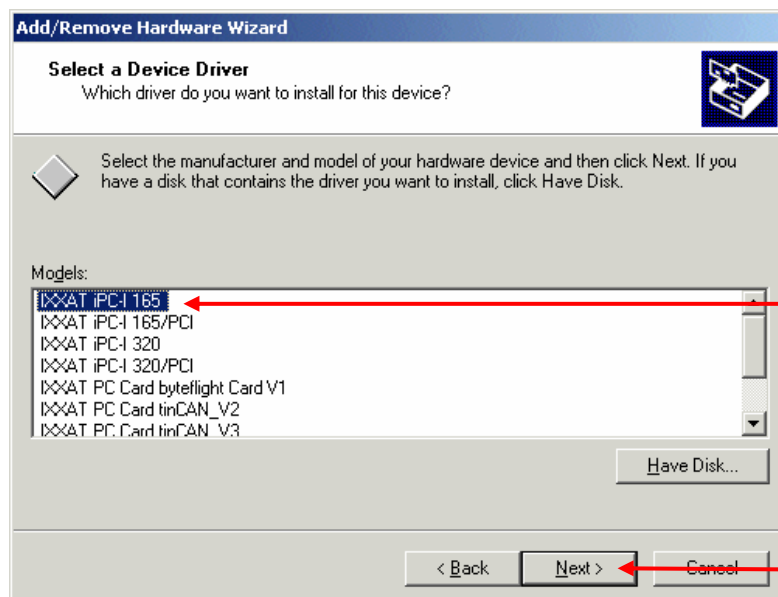 Add/Remove Hardware Wizard
Select a Device Driver
Which driver do you want to install for this device?
Select the manufacturer and model of your hardware device and then click Next. If you
have a disk that contains the driver you want to install, click Have Disk.
Models:
IXXAT iPC-I 165
IXXAT iPC-I 165/PCI
IXXAT iPC-I 320
IXXAT iPC-I 320/PCI
IXXAT PC Card byteflight Card V1
IXXAT PC Card tinCAN_V2
IXXAT PC Card tinCAN_V3
Have Disk...
< Back
Next >
Cancel